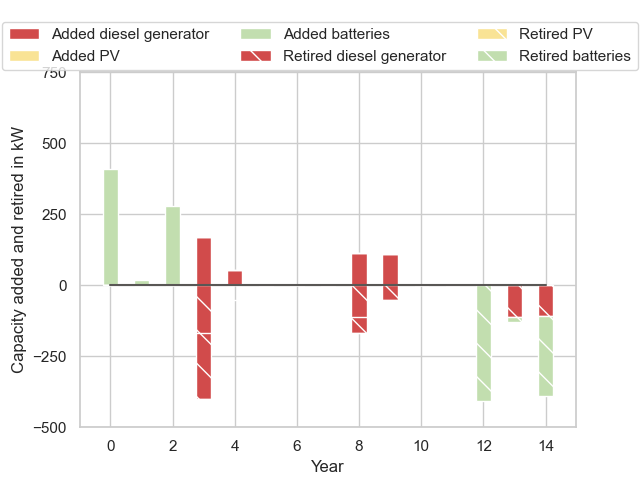 Added diesel generator
Added PV
Added batteries
Retired diesel generator
Retired PV
Retired batteries
750
500
250
0
−250
−500
Capacity added and retired in kW
0 2 4 6 8 10 12 14
Year